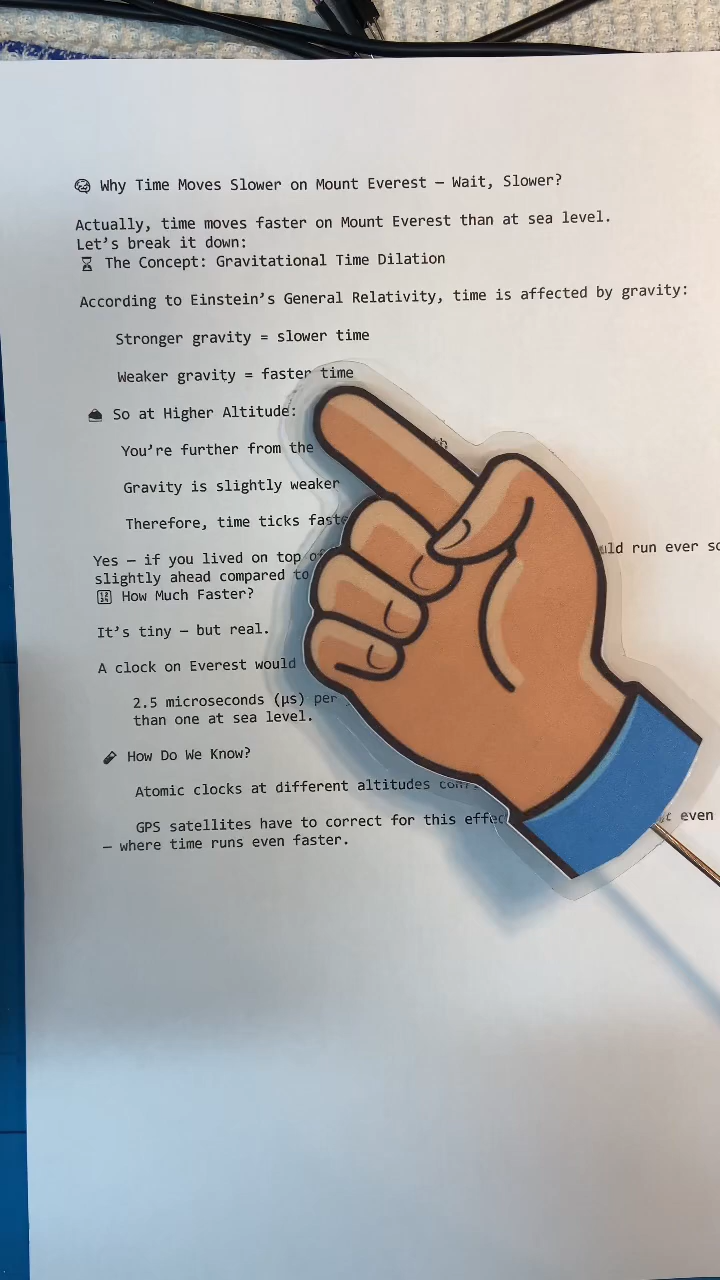 Why Time Moves Slower on Mount Everest — Wait, Slower?
Actually, time moves faster on Mount Everest than at sea level.
Let’s break it down:
The Concept: Gravitational Time Dilation
According to Einstein’s General Relativity, time is affected by gravity:
Stronger gravity = slower time
Weaker gravity = faster time
So at Higher Altitude:
You’re further from the
Gravity is slightly weaker
Therefore, time ticks
Yes — if you lived on top run ever
slightly ahead compared to
How Much Faster?
It’s tiny — but real.
A clock on Everest would
2.5 microseconds (µs) per
than one at sea level.
How Do We Know?
Atomic clocks at different altitudes
GPS satellites have to correct for this even
— where time runs even faster.